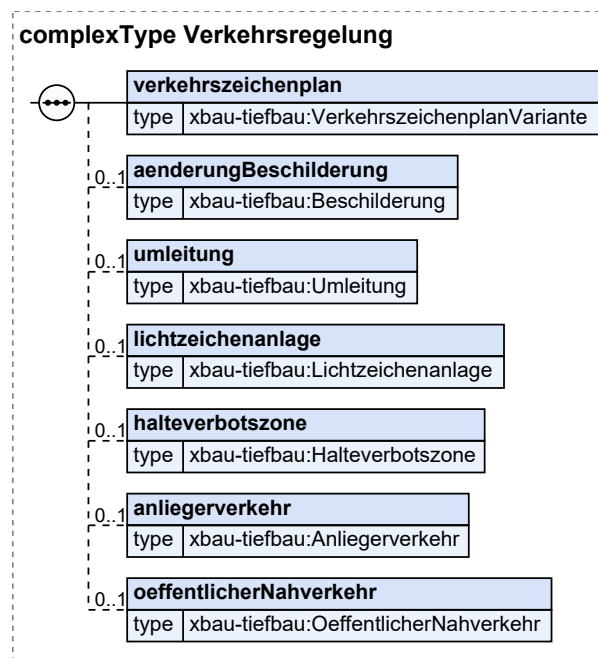 complexType Verkehrsregelung
verkehrszeichenplan
type xbau-tiefbau:VerkehrszeichenplanVariante
0..1 aenderungBeschilderung
type xbau-tiefbau:Beschilderung
0..1 umleitung
type xbau-tiefbau:Umleitung
0..1 lichtzeichenanlage
type xbau-tiefbau:Lichtzeichenanlage
0..1 halteverbotszone
type xbau-tiefbau:Halteverbotszone
0..1 anliegerverkehr
type xbau-tiefbau:Anliegerverkehr
0..1 oeffentlicherNahverkehr
type xbau-tiefbau:OeffentlicherNahverkehr